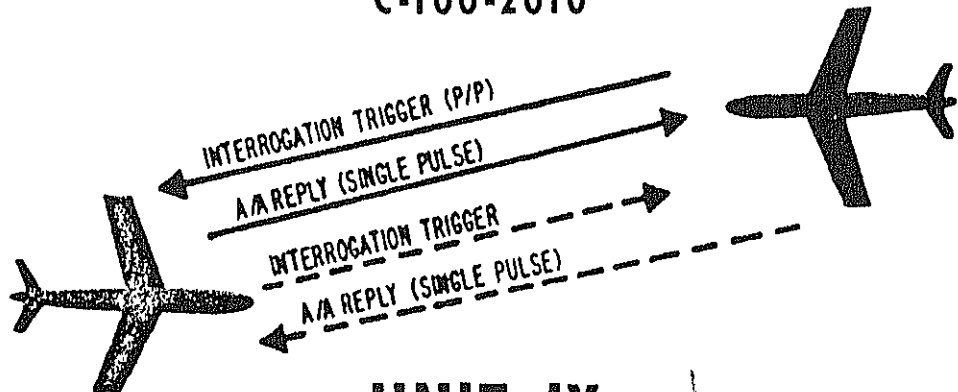 C-100-2010
INTERROGATION TRIGGER (P/P)
A/A REPLY (SINGLE PULSE)
INTERROGATION TRIGGER
A/A REPLY (SINGLE PULSE)